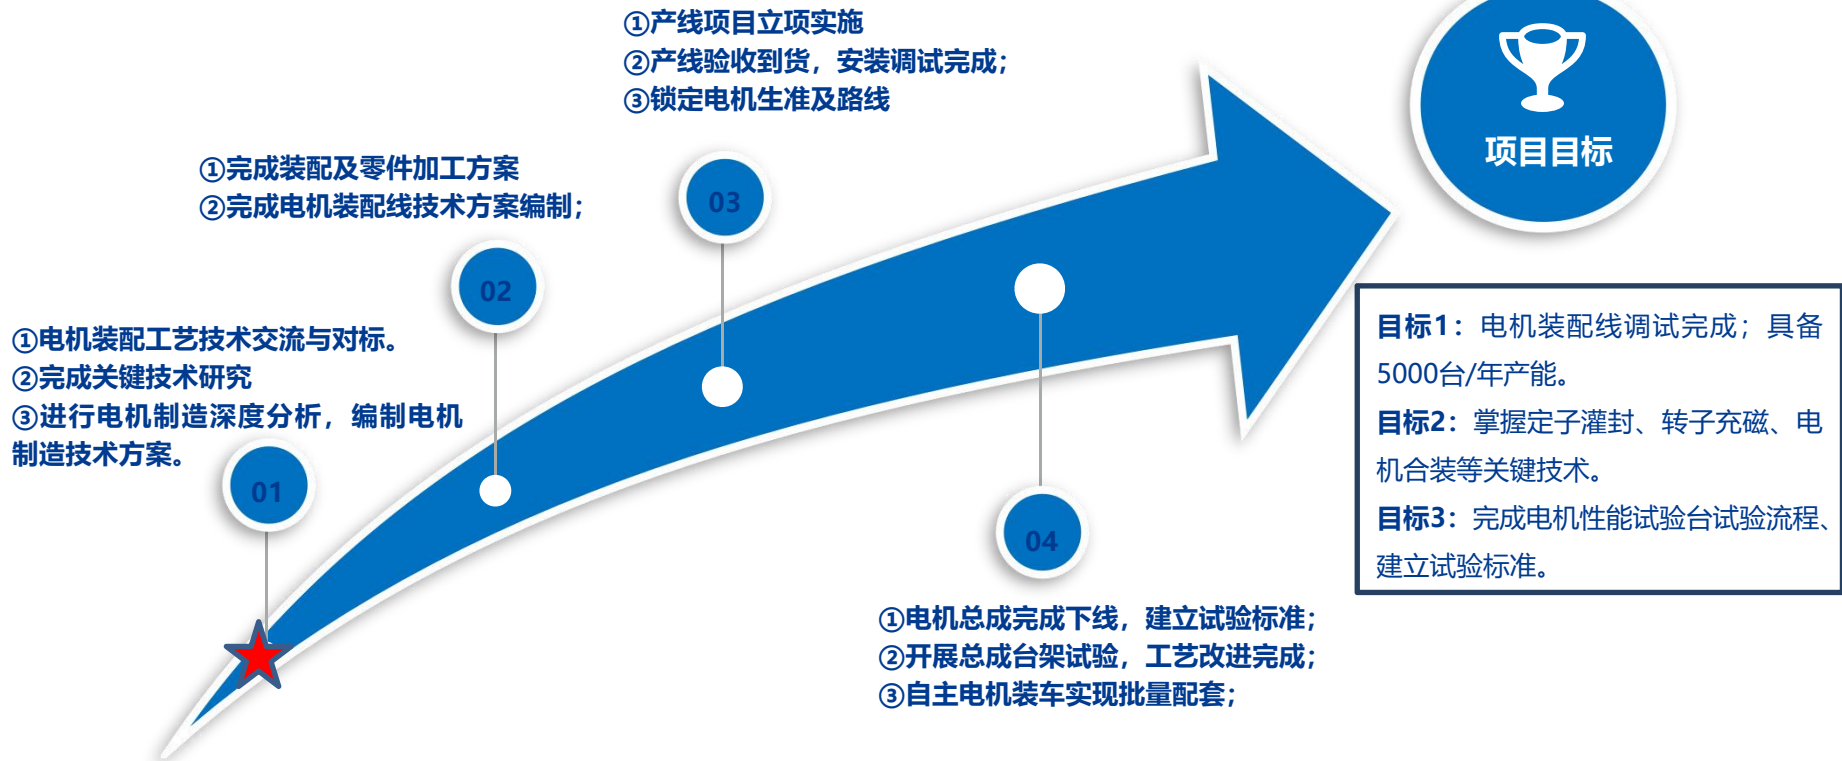 ①产线项目立项实施
②产线验收到货，安装调试完成；
③锁定电机生准及路线
项目目标
①完成装配及零件加工方案
②完成电机装配线技术方案编制；
03
02
①电机装配工艺技术交流与对标。
②完成关键技术研究
③进行电机制造深度分析，编制电机
制造技术方案。
01
目标1：电机装配线调试完成；具备
5000台/年产能。
目标2：掌握定子灌封、转子充磁、电
机合装等关键技术。
目标3：完成电机性能试验台试验流程、
建立试验标准。
04
①电机总成完成下线，建立试验标准；
②开展总成台架试验，工艺改进完成；
③自主电机装车实现批量配套；